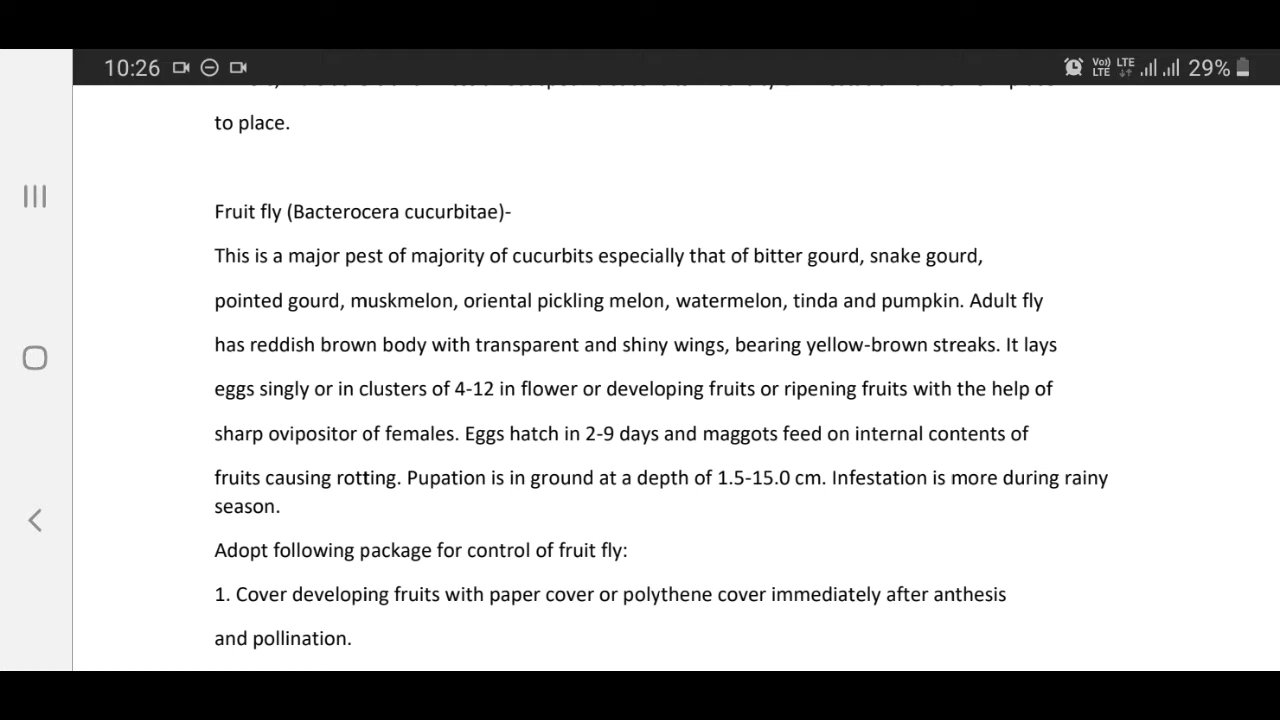 10:26
Vo) LTE
LTE
29%
to place.
Fruit fly (Bacterocera cucurbitae)-
This is a major pest of majority of cucurbits especially that of bitter gourd, snake gourd,
pointed gourd, muskmelon, oriental pickling melon, watermelon, tinda and pumpkin. Adult fly
has reddish brown body with transparent and shiny wings, bearing yellow-brown streaks. It lays
eggs singly or in clusters of 4-12 in flower or developing fruits or ripening fruits with the help of
sharp ovipositor of females. Eggs hatch in 2-9 days and maggots feed on internal contents of
fruits causing rotting. Pupation is in ground at a depth of 1.5-15.0 cm. Infestation is more during rainy
season.
Adopt following package for control of fruit fly:
1. Cover developing fruits with paper cover or polythene cover immediately after anthesis
and pollination.